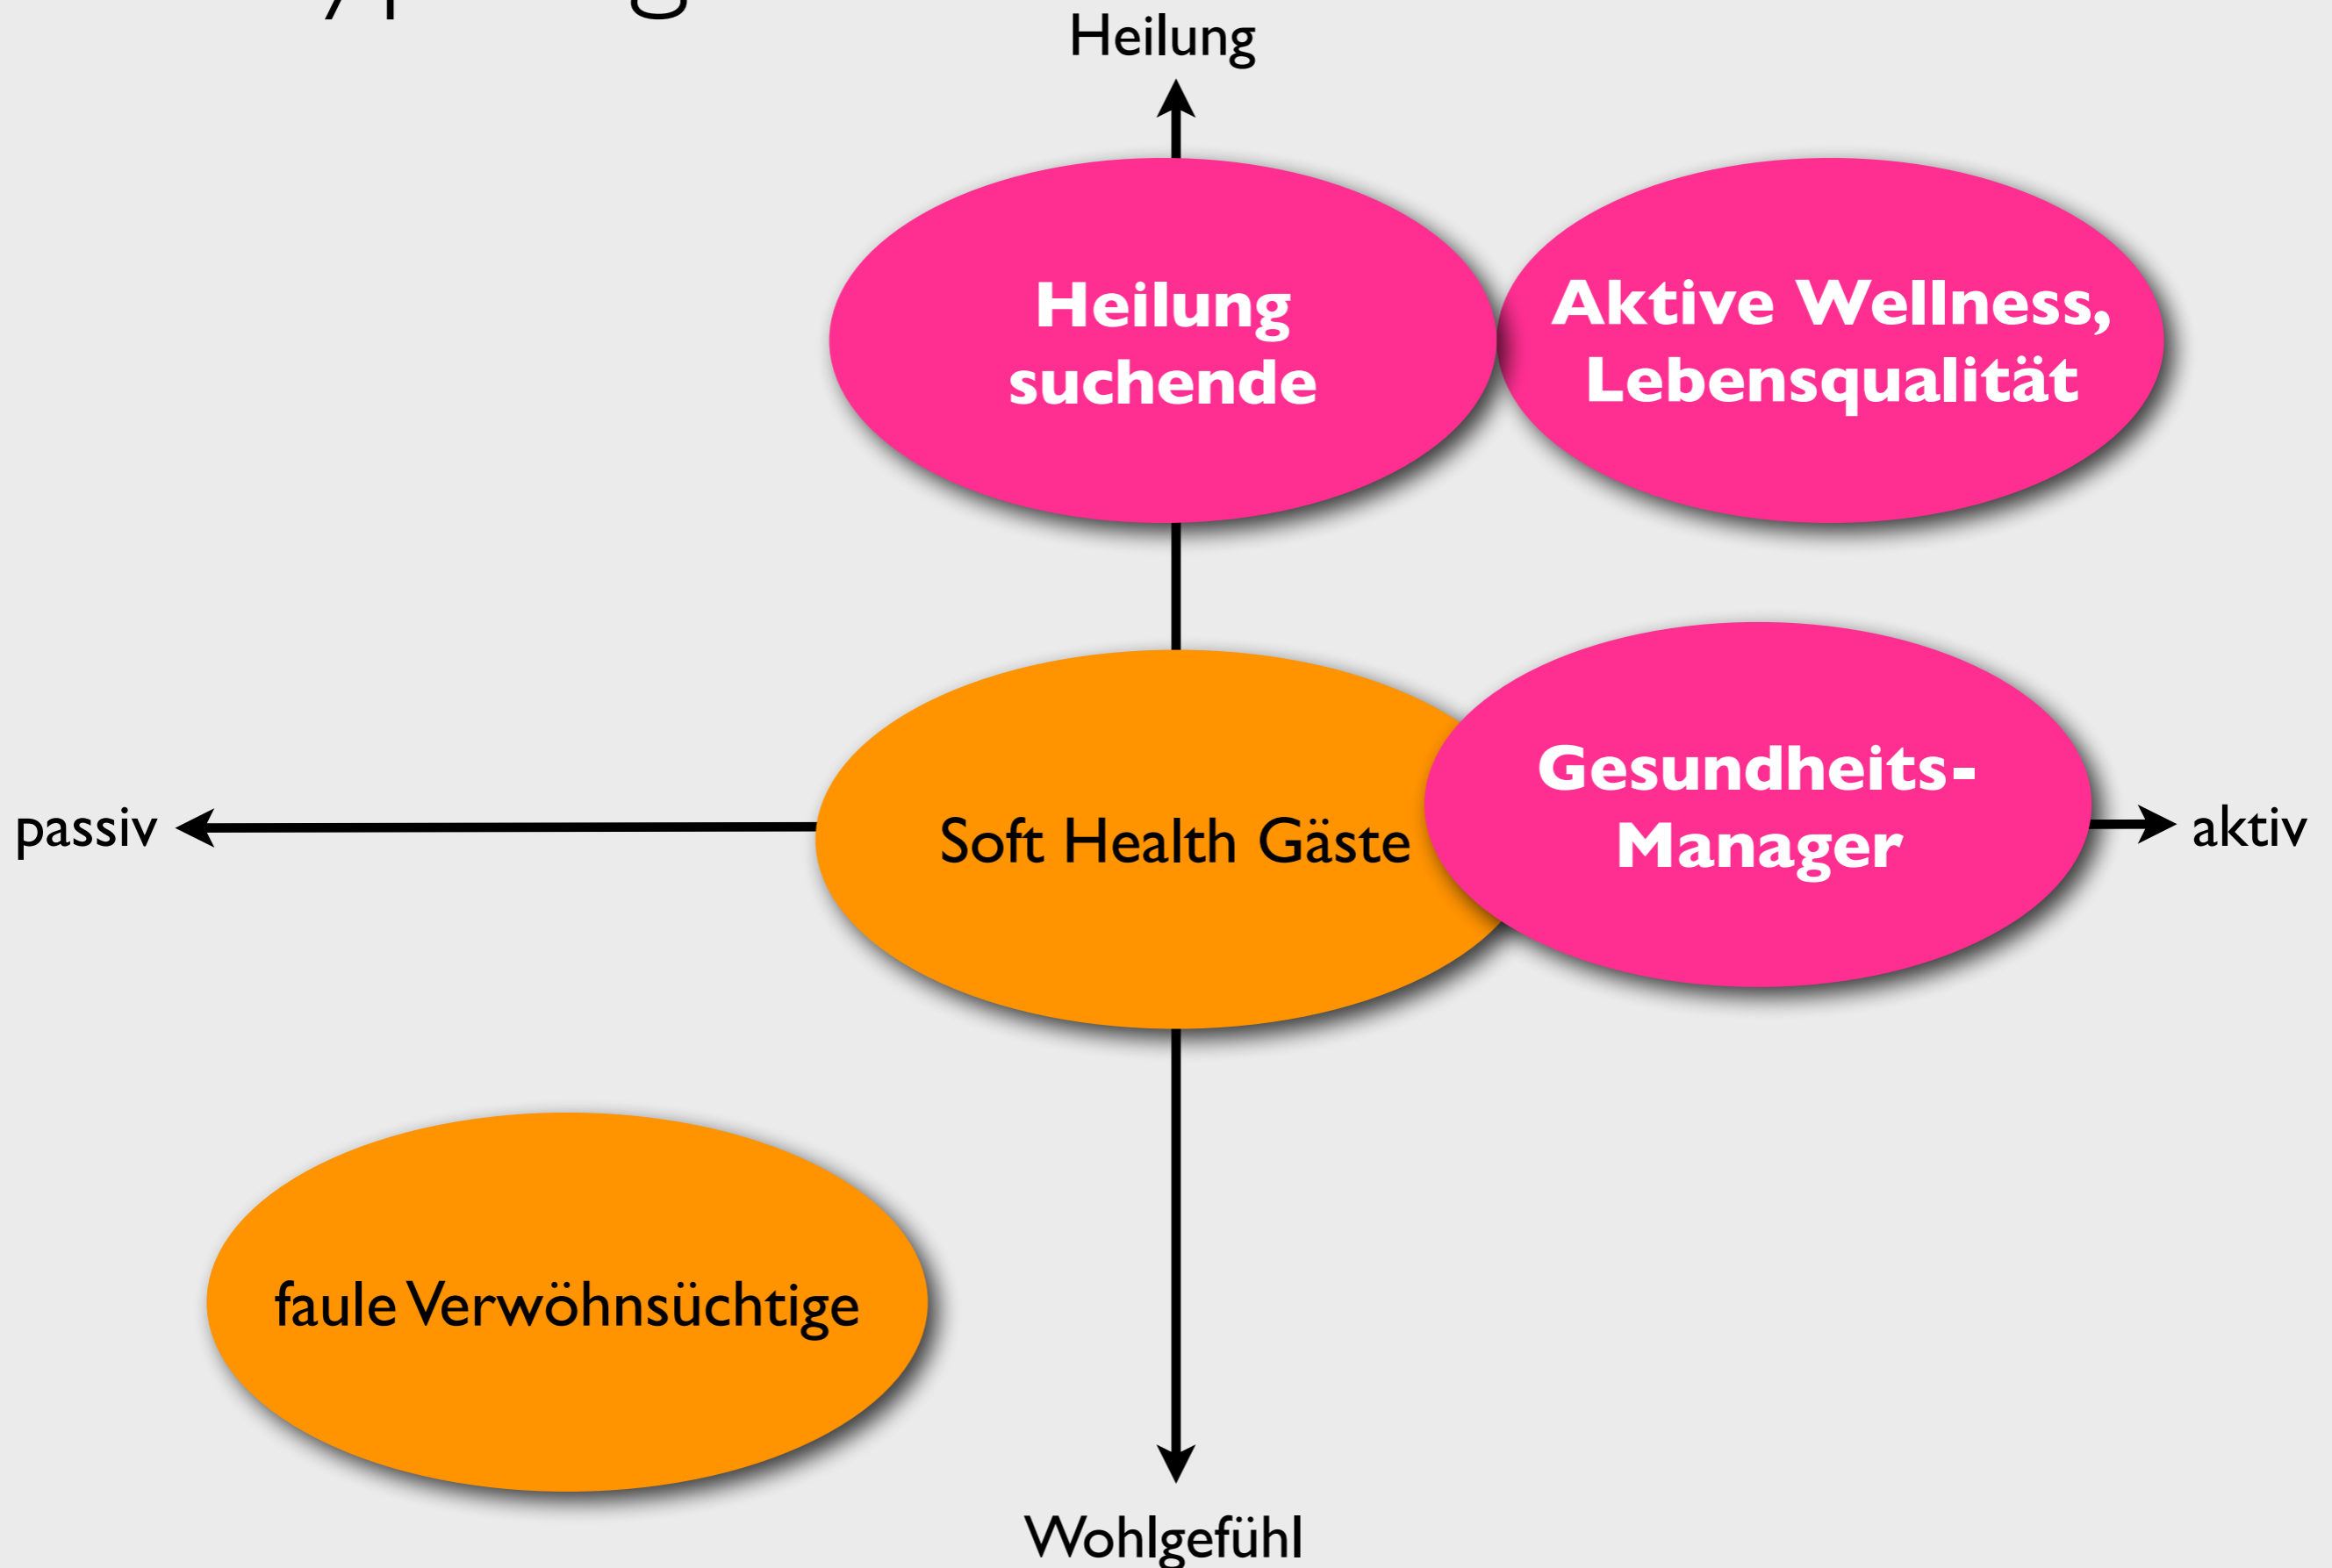 Heilung
Heilung
suchende
Aktive Wellness,
Lebensqualität
Gesundheits-
Manager
passiv
Soft Health Gäste
aktiv
faule Verwöhnsüchtige
Wohlgefühl